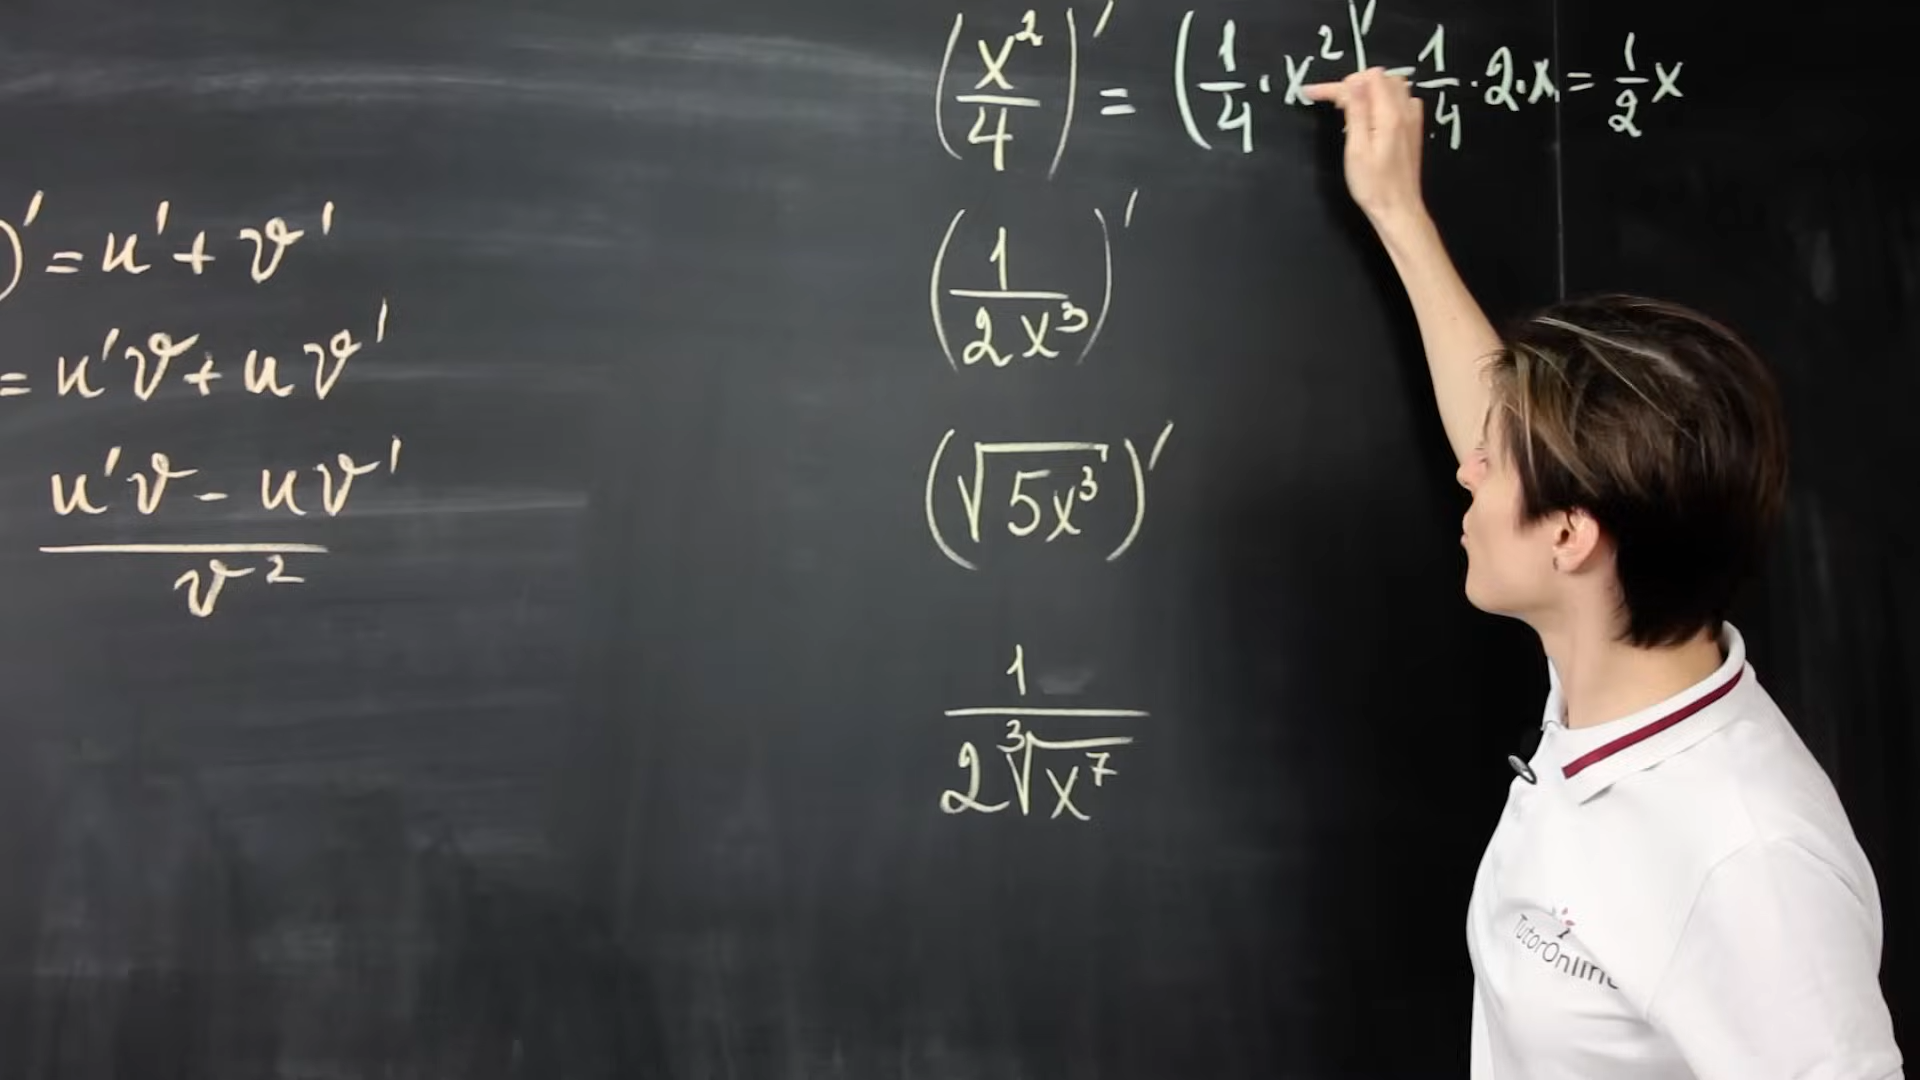 )' = u' + v'
= u'v + uv'
u'v - uv'
v²
(x²/4)' = (1/4 · x²)' = 1/4 · 2 · x = 1/2 x
(1/2x³)'
(√5x³)'
1
2 ³√x⁷
TutorOnline